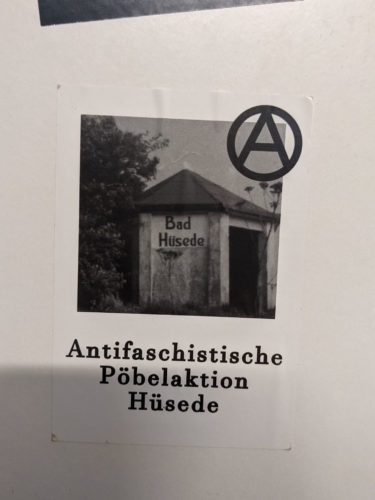 Bad
Hüsede
Antifaschistische
Pöbelaktion
Hüsede